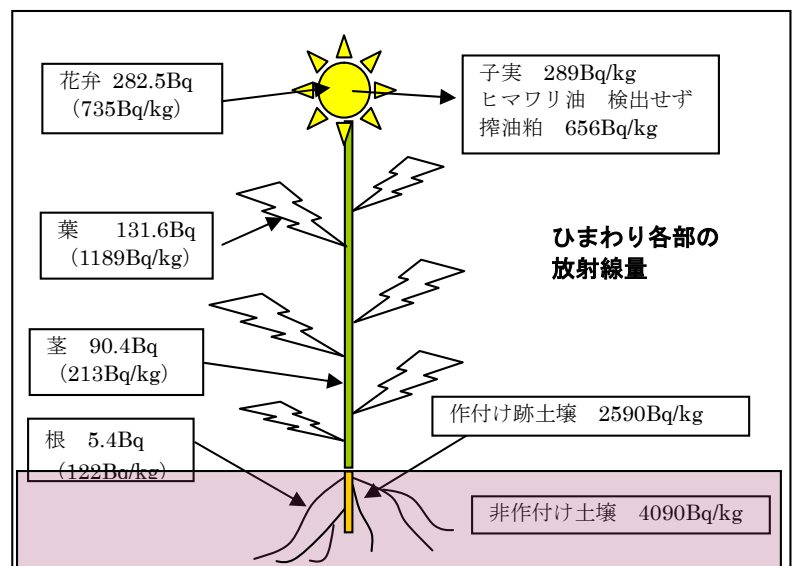 花弁 282.5Bq
（735Bq/kg）
子実 289Bq/kg
ヒマワリ油 検出せず
搾油粕 656Bq/kg
葉 131.6Bq
（1189Bq/kg）
ひまわり各部の
放射線量
茎 90.4Bq
（213Bq/kg）
作付け跡土壌 2590Bq/kg
根 5.4Bq
（122Bq/kg）
非作付け土壌 4090Bq/kg